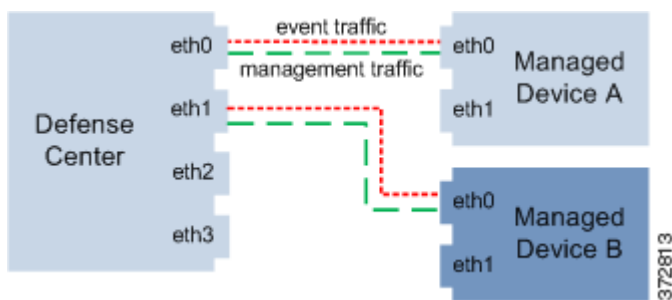 event traffic
management traffic
Defense
Center
eth0
eth1
eth2
eth3
eth0
eth1
Managed
Device A
eth0
eth1
Managed
Device B
372813